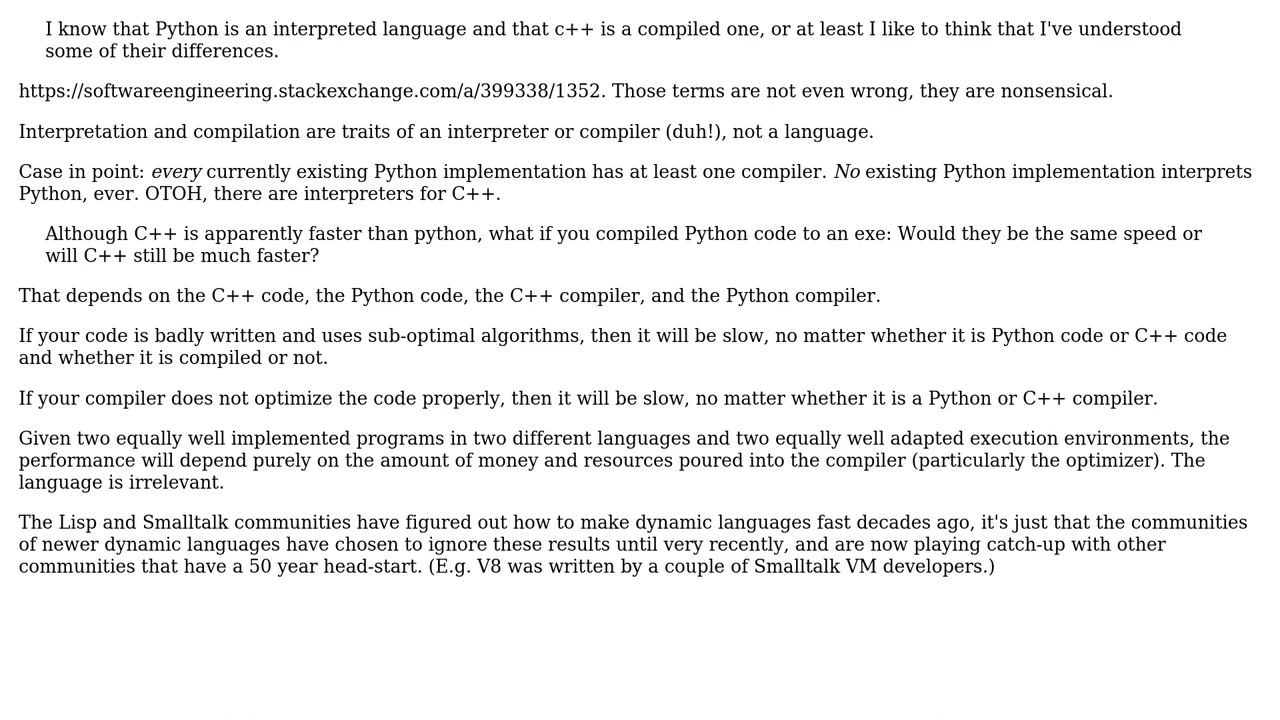 I know that Python is an interpreted language and that c++ is a compiled one, or at least I like to think that I've understood
some of their differences.
https://softwareengineering.stackexchange.com/a/399338/1352. Those terms are not even wrong, they are nonsensical.
Interpretation and compilation are traits of an interpreter or compiler (duh!), not a language.
Case in point: every currently existing Python implementation has at least one compiler. No existing Python implementation interprets
Python, ever. OTOH, there are interpreters for C++.
Although C++ is apparently faster than python, what if you compiled Python code to an exe: Would they be the same speed or
will C++ still be much faster?
That depends on the C++ code, the Python code, the C++ compiler, and the Python compiler.
If your code is badly written and uses sub-optimal algorithms, then it will be slow, no matter whether it is Python code or C++ code
and whether it is compiled or not.
If your compiler does not optimize the code properly, then it will be slow, no matter whether it is a Python or C++ compiler.
Given two equally well implemented programs in two different languages and two equally well adapted execution environments, the
performance will depend purely on the amount of money and resources poured into the compiler (particularly the optimizer). The
language is irrelevant.
The Lisp and Smalltalk communities have figured out how to make dynamic languages fast decades ago, it's just that the communities
of newer dynamic languages have chosen to ignore these results until very recently, and are now playing catch-up with other
communities that have a 50 year head-start. (E.g. V8 was written by a couple of Smalltalk VM developers.)